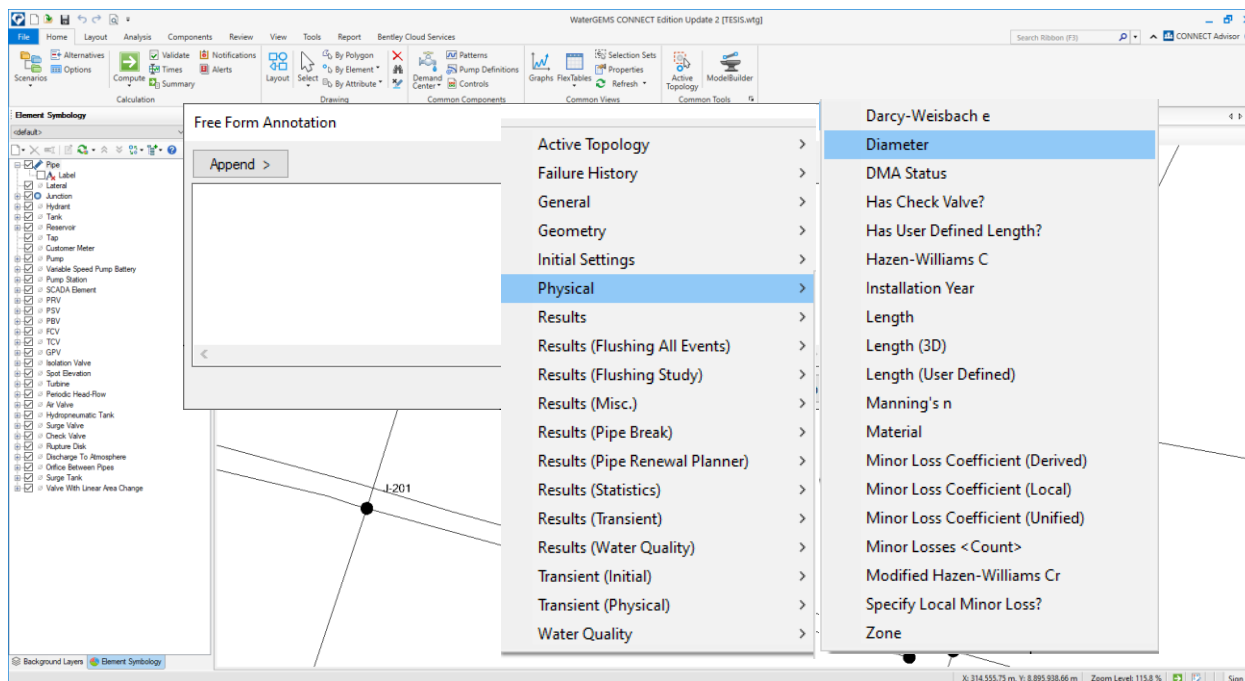 WaterGEMS CONNECT Edition Update 2 [TESIS.wtg]
File Home Layout Analysis Components Review View Tools Report Bentley Cloud Services
Search Ribbon (F3)
CONNECT Advisor
Scenarios
Alternatives
Options
Compute
Validate
Times
Summary
Notifications
Alerts
Calculation
Layout
Select
By Polygon
By Element
By Attribute
Drawing
Demand Center
Patterns
Pump Definitions
Controls
Common Components
Graphs
FlexTables
Selection Sets
Properties
Refresh
Common Views
Active Topology
ModelBuilder
Common Tools
Element Symbology
<default>
Pipe
Label
Lateral
Junction
Hydrant
Tank
Reservoir
Tap
Customer Meter
Pump
Variable Speed Pump Battery
Pump Station
SCADA Element
PRV
PSV
PBV
FCV
TCV
GPV
Isolation Valve
Spot Elevation
Turbine
Periodic Head-Flow
Air Valve
Hydropneumatic Tank
Surge Valve
Check Valve
Rupture Disk
Discharge To Atmosphere
Orifice Between Pipes
Surge Tank
Valve With Linear Area Change
Background Layers
Element Symbology
Free Form Annotation
Append >
J-201
Active Topology
Failure History
General
Geometry
Initial Settings
Physical
Results
Results (Flushing All Events)
Results (Flushing Study)
Results (Misc.)
Results (Pipe Break)
Results (Pipe Renewal Planner)
Results (Statistics)
Results (Transient)
Results (Water Quality)
Transient (Initial)
Transient (Physical)
Water Quality
Darcy-Weisbach e
Diameter
DMA Status
Has Check Valve?
Has User Defined Length?
Hazen-Williams C
Installation Year
Length
Length (3D)
Length (User Defined)
Manning's n
Material
Minor Loss Coefficient (Derived)
Minor Loss Coefficient (Local)
Minor Loss Coefficient (Unified)
Minor Losses <Count>
Modified Hazen-Williams Cr
Specify Local Minor Loss?
Zone
X: 314.555,75 m, Y: 8.895.938,66 m
Zoom Level: 115,8 %
Sign